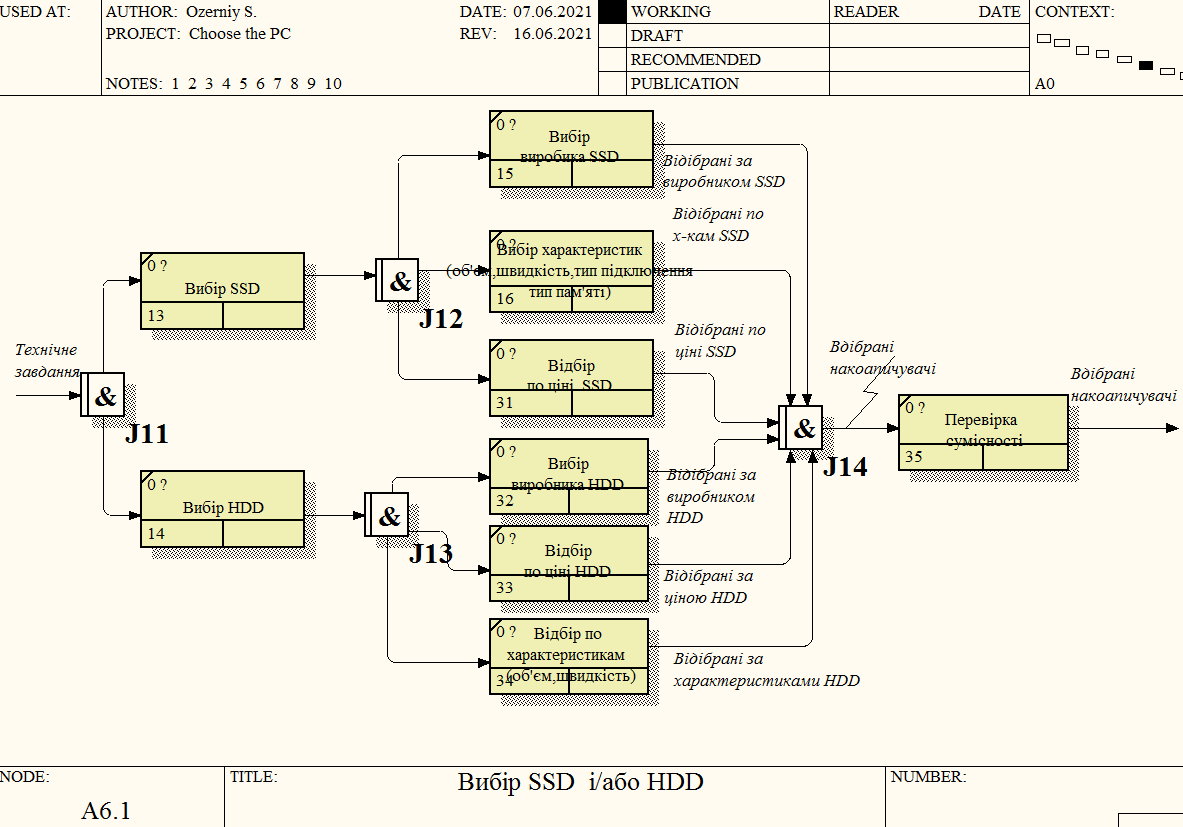 USED AT:
AUTHOR: Ozerniy S.
DATE: 07.06.2021
PROJECT: Choose the PC
REV: 16.06.2021
NOTES: 1 2 3 4 5 6 7 8 9 10
WORKING
DRAFT
RECOMMENDED
PUBLICATION
READER DATE
CONTEXT:
A0
0 ?
Вибір
виробика SSD
15
Відібрані за
виробником SSD
Відібрані по
х-кам SSD
0 ?
Вибір характеристик
(об'єм,швидкість,тип підключення
тип пам'яті)
16
0 ?
Вибір SSD
13
&
J12
Відібрані по
ціні SSD
0 ?
Відбір
по ціні SSD
31
Технічне
завдання
&
J11
Вдібрані
накоапичувачі
&
J14
0 ?
Перевірка
сумісності
35
Вдібрані
накоапичувачі
0 ?
Вибір
виробника HDD
32
Відібрані за
виробником
HDD
0 ?
Вибір HDD
14
&
J13
0 ?
Відбір
по ціні HDD
33
Відібрані за
ціною HDD
0 ?
Відбір по
характеристикам
(об'єм,швидкість)
34
Відібрані за
характеристиками HDD
NODE:
A6.1
TITLE:
Вибір SSD і/або HDD
NUMBER: